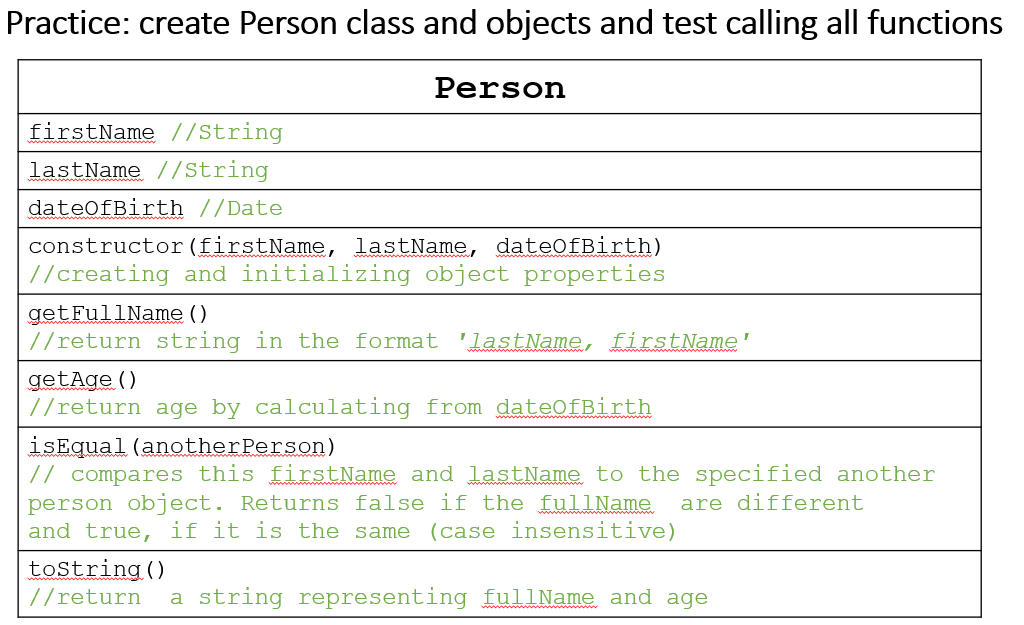 Practice: create Person class and objects and test calling all functions
Person
firstName //String
lastName //String
dateOfBirth //Date
constructor(firstName, lastName, dateOfBirth)
//creating and initializing object properties
getFullName()
//return string in the format 'lastName, firstName'
getAge()
//return age by calculating from dateOfBirth
isEqual(anotherPerson)
// compares this firstName and lastName to the specified another
person object. Returns false if the fullName  are different
and true, if it is the same (case insensitive)
toString()
//return  a string representing fullName and age